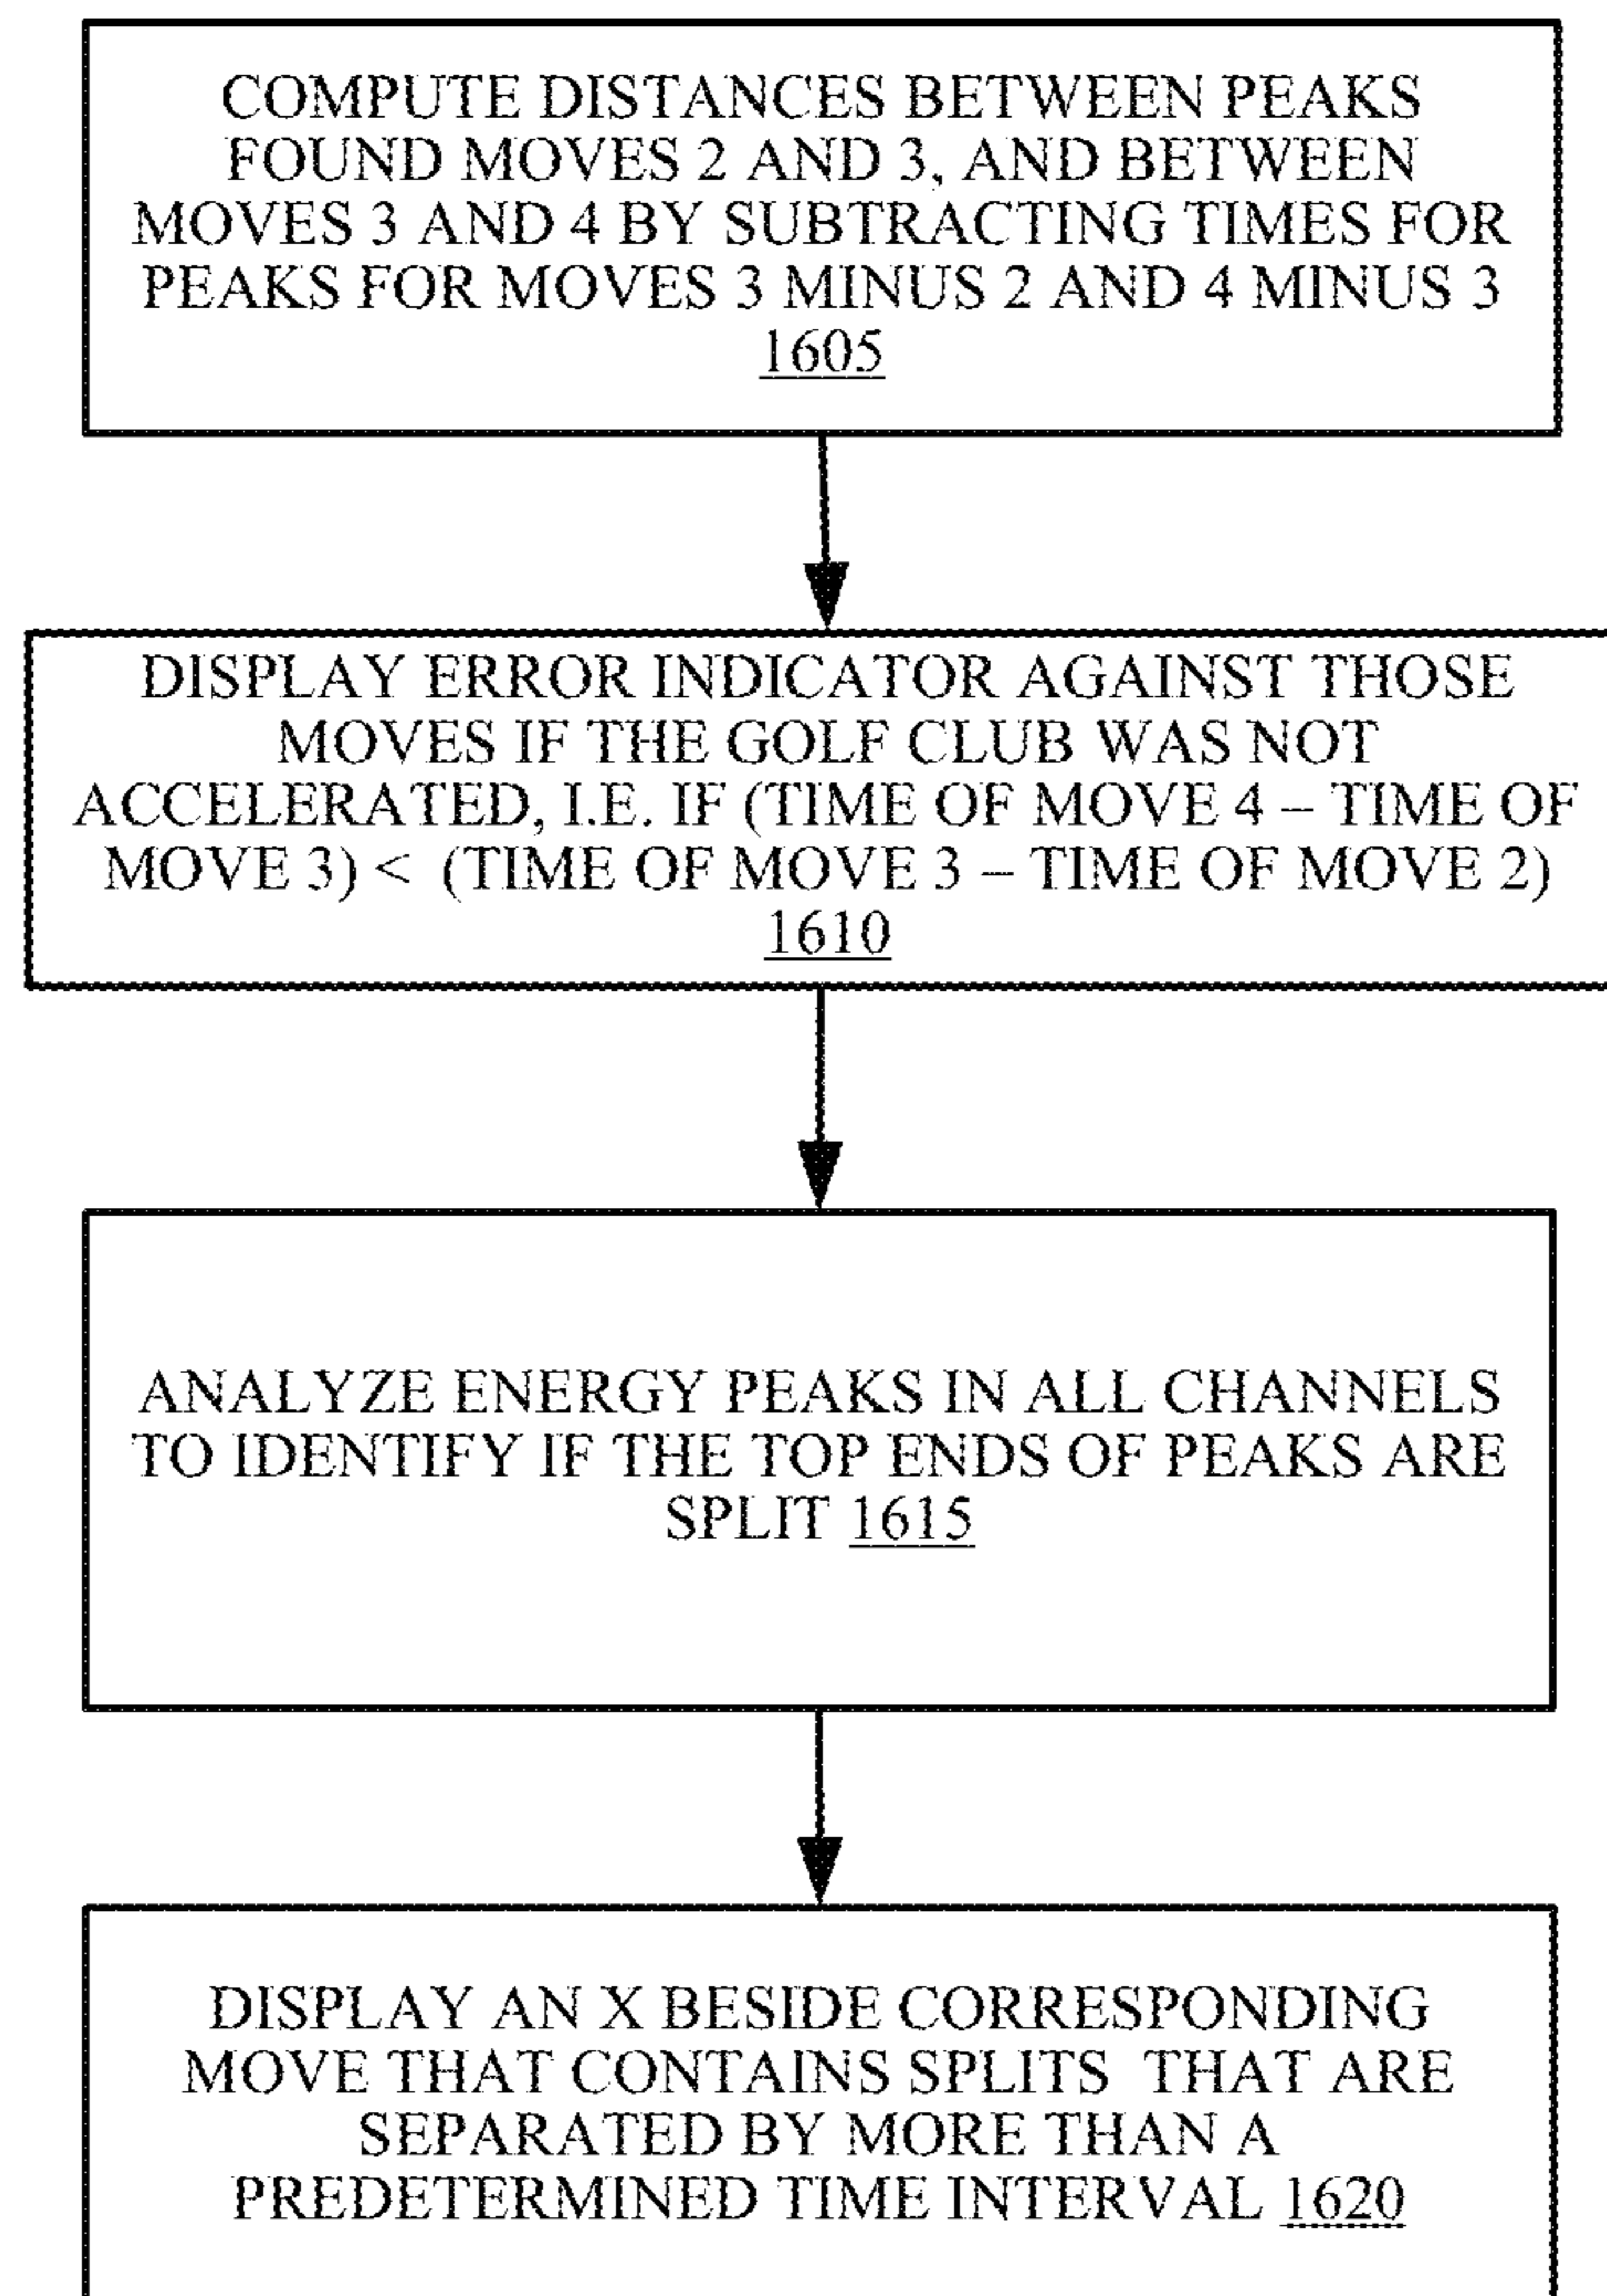 COMPUTE DISTANCES BETWEEN PEAKS
FOUND MOVES 2 AND 3, AND BETWEEN
MOVES 3 AND 4 BY SUBTRACTING TIMES FOR
PEAKS FOR MOVES 3 MINUS 2 AND 4 MINUS 3
1605
DISPLAY ERROR INDICATOR AGAINST THOSE
MOVES IF THE GOLF CLUB WAS NOT
ACCELERATED, I.E. IF (TIME OF MOVE 4 – TIME OF
MOVE 3) < (TIME OF MOVE 3 – TIME OF MOVE 2)
1610
ANALYZE ENERGY PEAKS IN ALL CHANNELS
TO IDENTIFY IF THE TOP ENDS OF PEAKS ARE
SPLIT 1615
DISPLAY AN X BESIDE CORRESPONDING
MOVE THAT CONTAINS SPLITS THAT ARE
SEPARATED BY MORE THAN A
PREDETERMINED TIME INTERVAL 1620